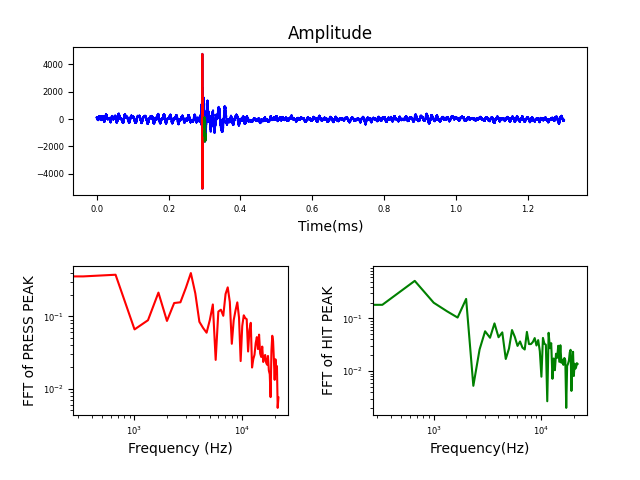 Amplitude
4000
2000
0
−2000
−4000
0.0 0.2 0.4 0.6 0.8 1.0 1.2
Time(ms)
FFT of PRESS PEAK
10⁻¹
10⁻²
10³ 10⁴
Frequency (Hz)
FFT of HIT PEAK
10⁻¹
10⁻²
10³ 10⁴
Frequency(Hz)